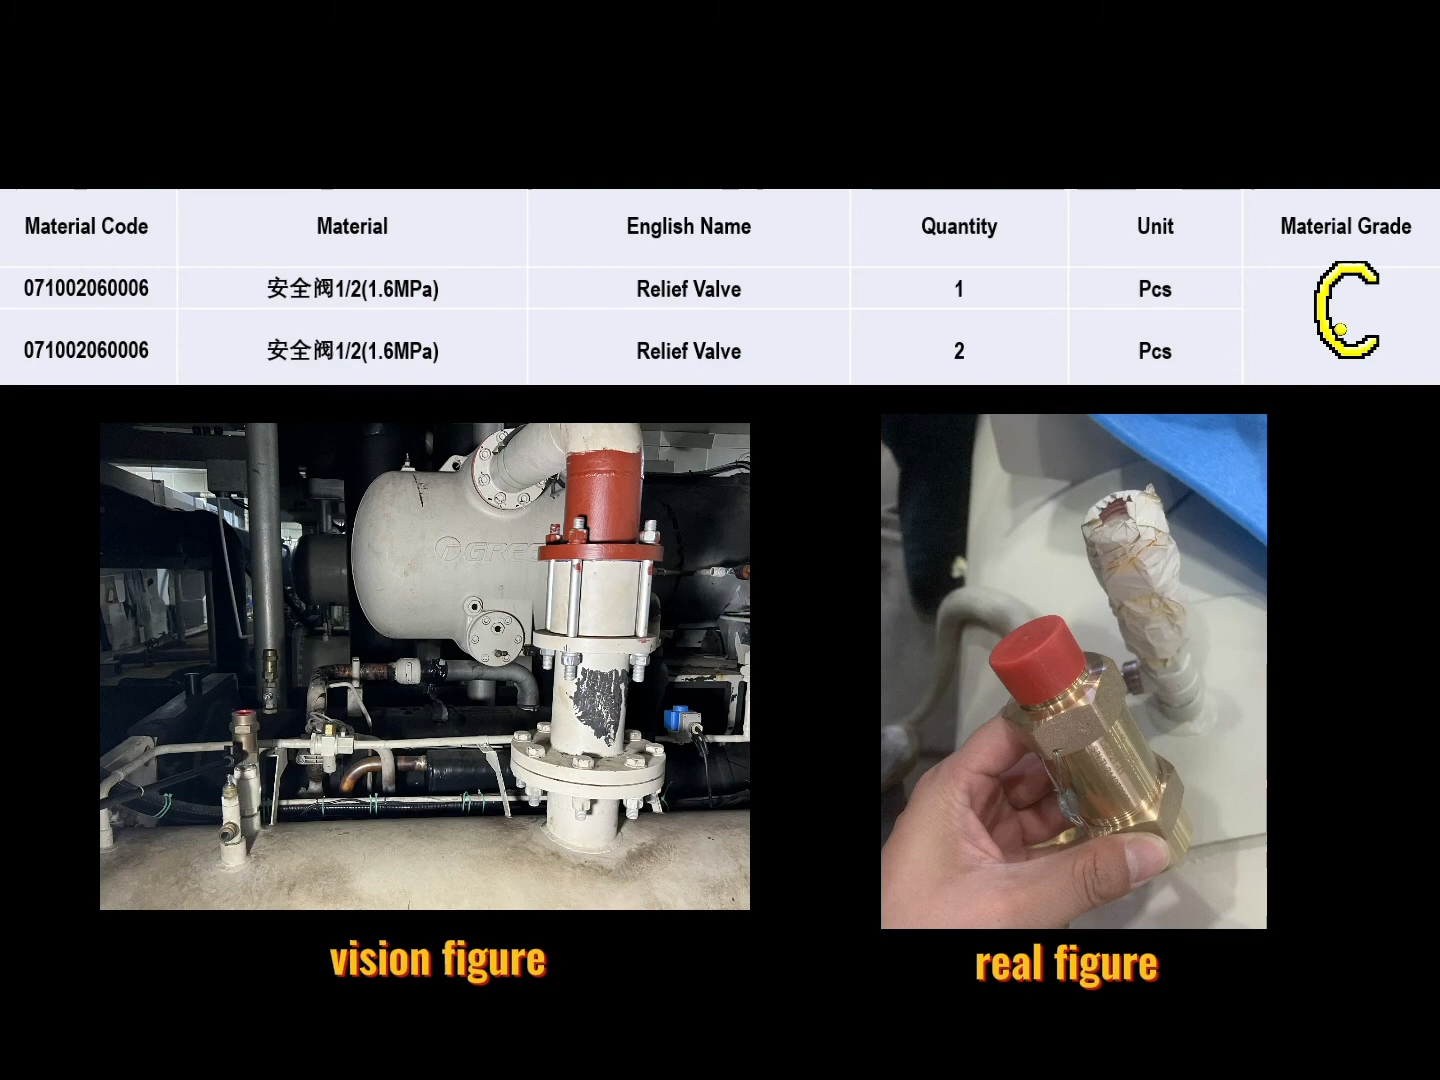 Material Code Material English Name Quantity Unit Material Grade
071002060006 安全阀1/2(1.6MPa) Relief Valve 1 Pcs C
071002060006 安全阀1/2(1.6MPa) Relief Valve 2 Pcs
GREE
vision figure
real figure